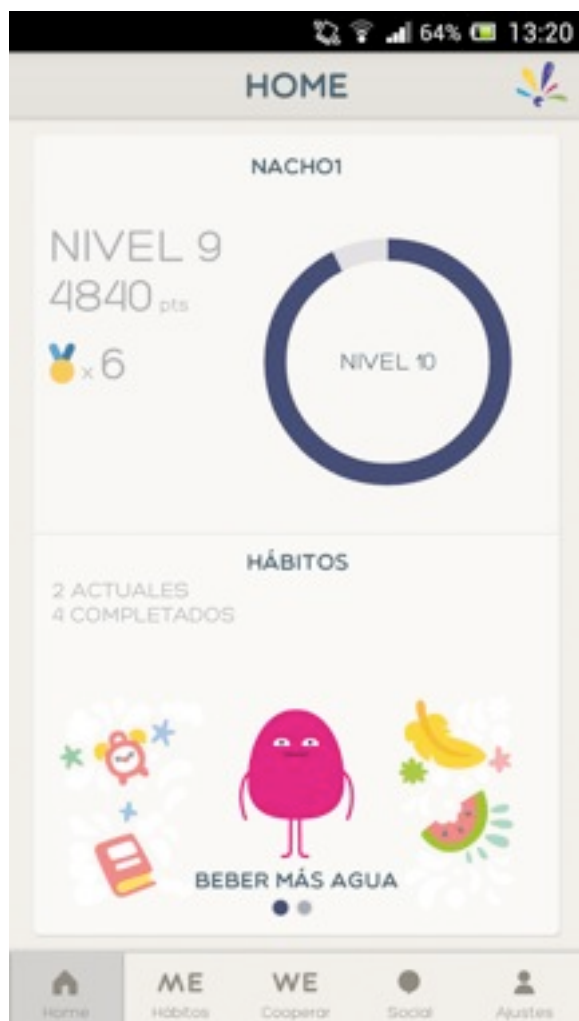 64% 13:20
HOME
NACHO1
NIVEL 9
4840 pts
x 6
NIVEL 10
HÁBITOS
2 ACTUALES
4 COMPLETADOS
BEBER MÁS AGUA
ME WE
Home Hábitos Cooperar Social Ajustes